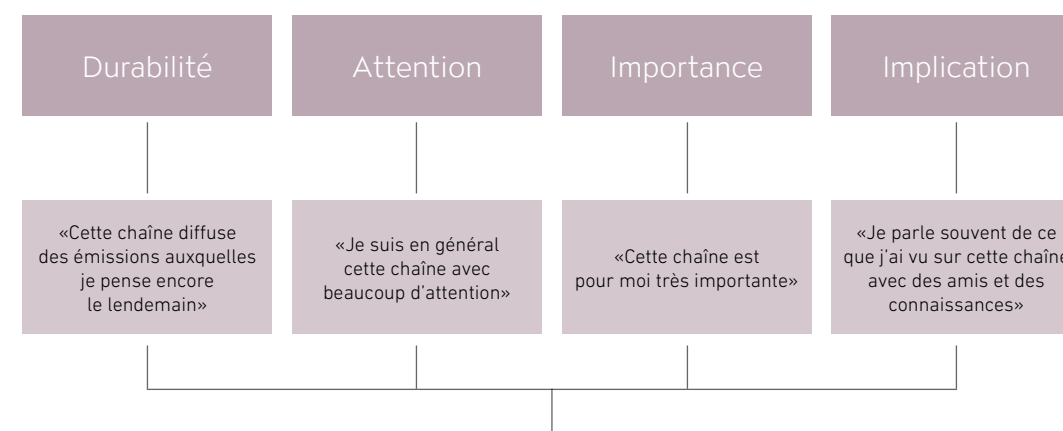 Durabilité
Attention
Importance
Implication
«Cette chaîne diffuse
des émissions auxquelles
je pense encore
le lendemain»
«Je suis en général
cette chaîne avec
beaucoup d'attention»
«Cette chaîne est
pour moi très importante»
«Je parle souvent de ce
que j'ai vu sur cette chaîne
avec des amis et des
connaissances»